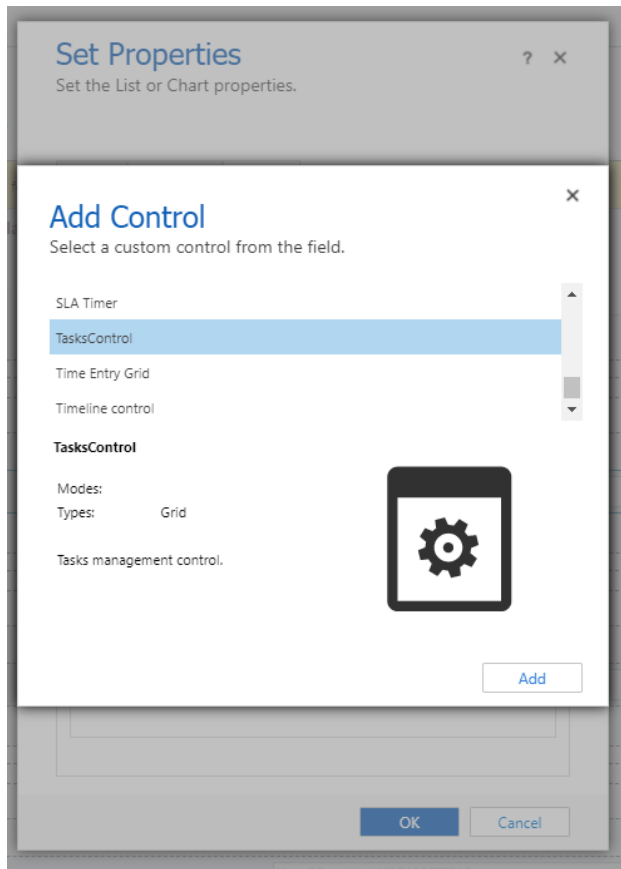 Set Properties
?
Set the List or Chart properties.
Add Control
Select a custom control from the field.
SLA Timer
TasksControl
Time Entry Grid
Timeline control
TasksControl
Modes:
Types: Grid
Tasks management control.
Add
OK Cancel